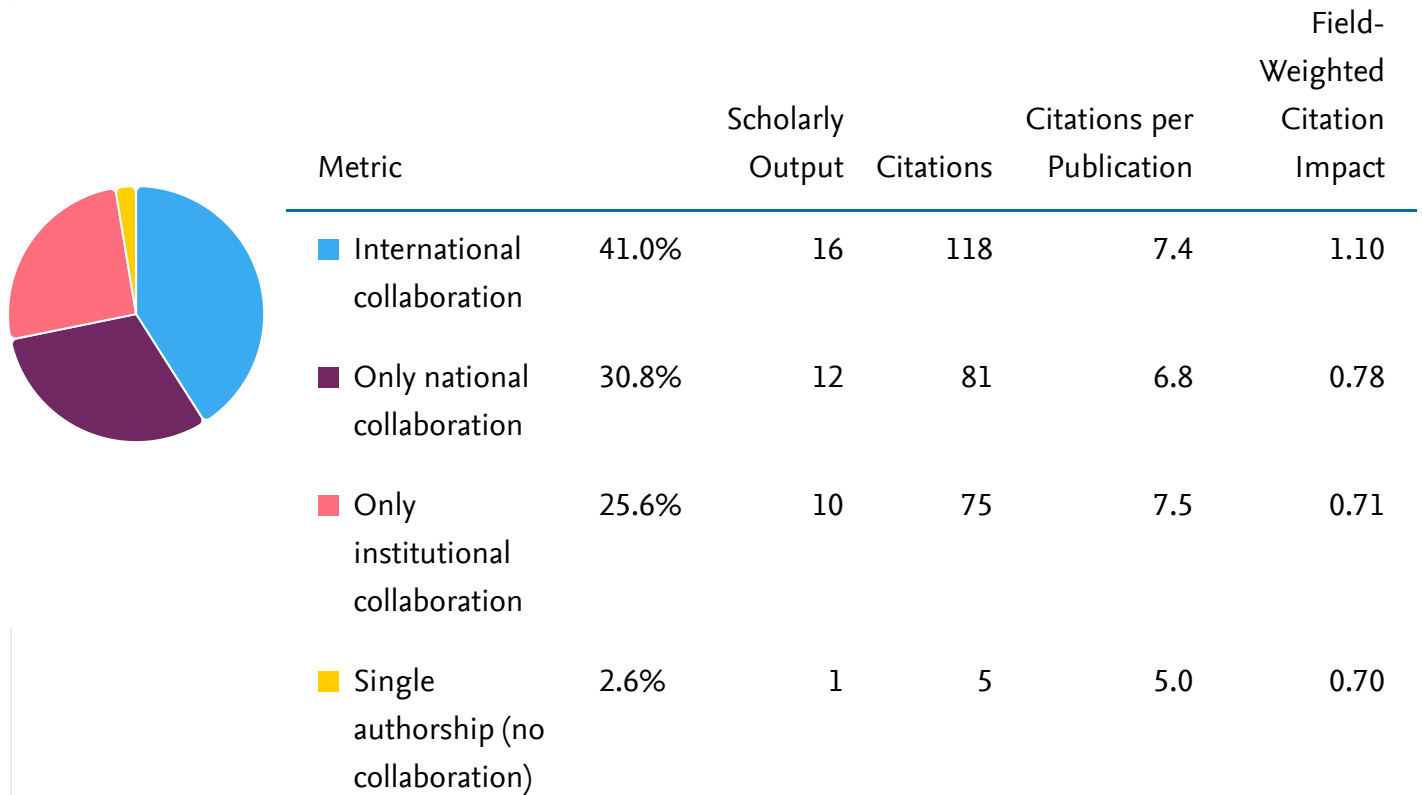 Field-
Weighted
Scholarly Citations per Citation
Metric Output Citations Publication Impact
International 41.0% 16 118 7.4 1.10
collaboration
Only national 30.8% 12 81 6.8 0.78
collaboration
Only 25.6% 10 75 7.5 0.71
institutional
collaboration
Single 2.6% 1 5 5.0 0.70
authorship (no
collaboration)